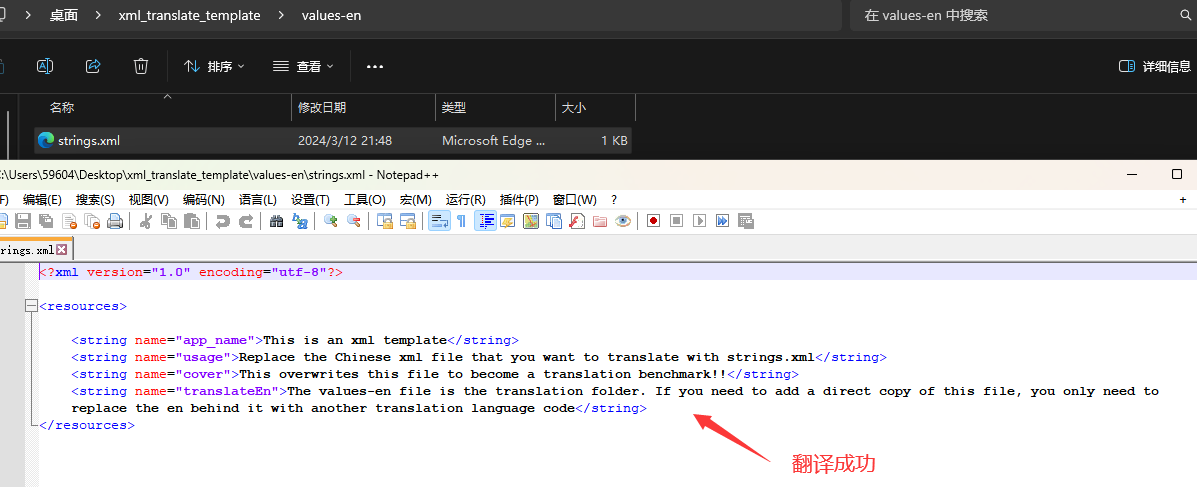 桌面 xml_translate_template values-en 在 values-en 中搜索
排序 查看 详细信息
名称 修改日期 类型 大小
strings.xml 2024/3/12 21:48 Microsoft Edge ... 1 KB
:\Users\59604\Desktop\xml_translate_template\values-en\strings.xml - Notepad++
F) 编辑(E) 搜索(S) 视图(V) 编码(N) 语言(L) 设置(T) 工具(O) 宏(M) 运行(R) 插件(P) 窗口(W) ? +
rings.xml
<?xml version="1.0" encoding="utf-8"?>
<resources>
<string name="app_name">This is an xml template</string>
<string name="usage">Replace the Chinese xml file that you want to translate with strings.xml</string>
<string name="cover">This overwrites this file to become a translation benchmark!!</string>
<string name="translateEn">The values-en file is the translation folder. If you need to add a direct copy of this file, you only need to
replace the en behind it with another translation language code</string>
</resources>
翻译成功